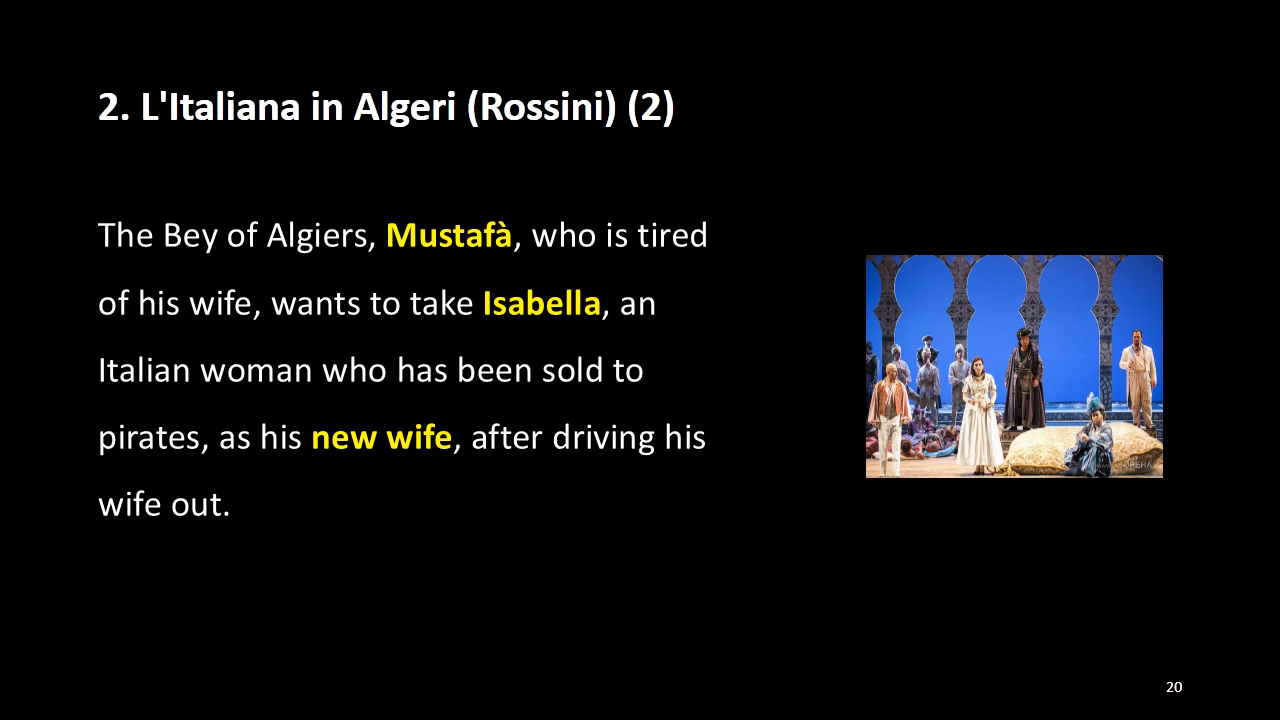 2. L'Italiana in Algeri (Rossini) (2)
The Bey of Algiers, Mustafà, who is tired
of his wife, wants to take Isabella, an
Italian woman who has been sold to
pirates, as his new wife, after driving his
wife out.
20